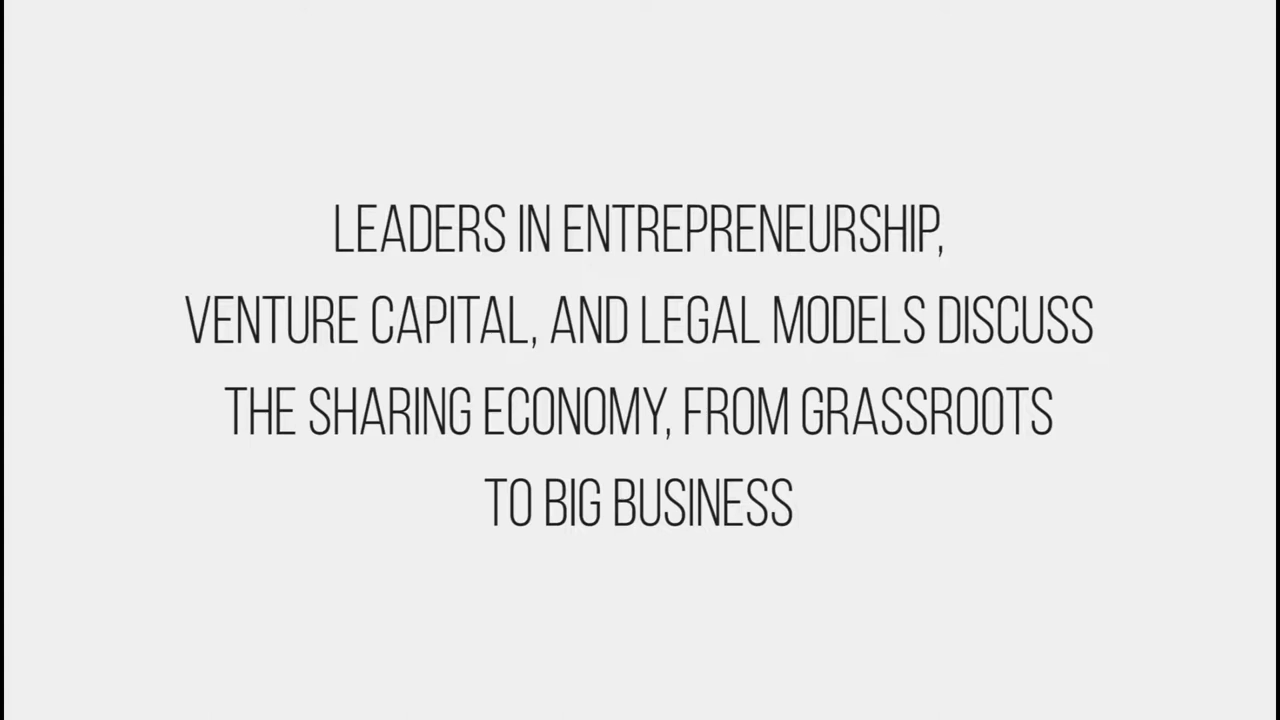 LEADERS IN ENTREPRENEURSHIP,
VENTURE CAPITAL, AND LEGAL MODELS DISCUSS
THE SHARING ECONOMY, FROM GRASSROOTS
TO BIG BUSINESS